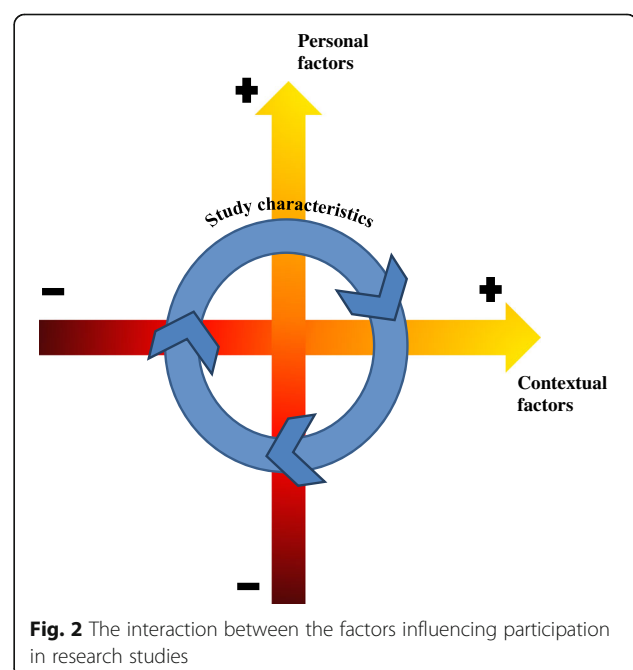 Personal
factors
+
Study characteristics
−
+
Contextual
factors
−
Fig. 2 The interaction between the factors influencing participation
in research studies